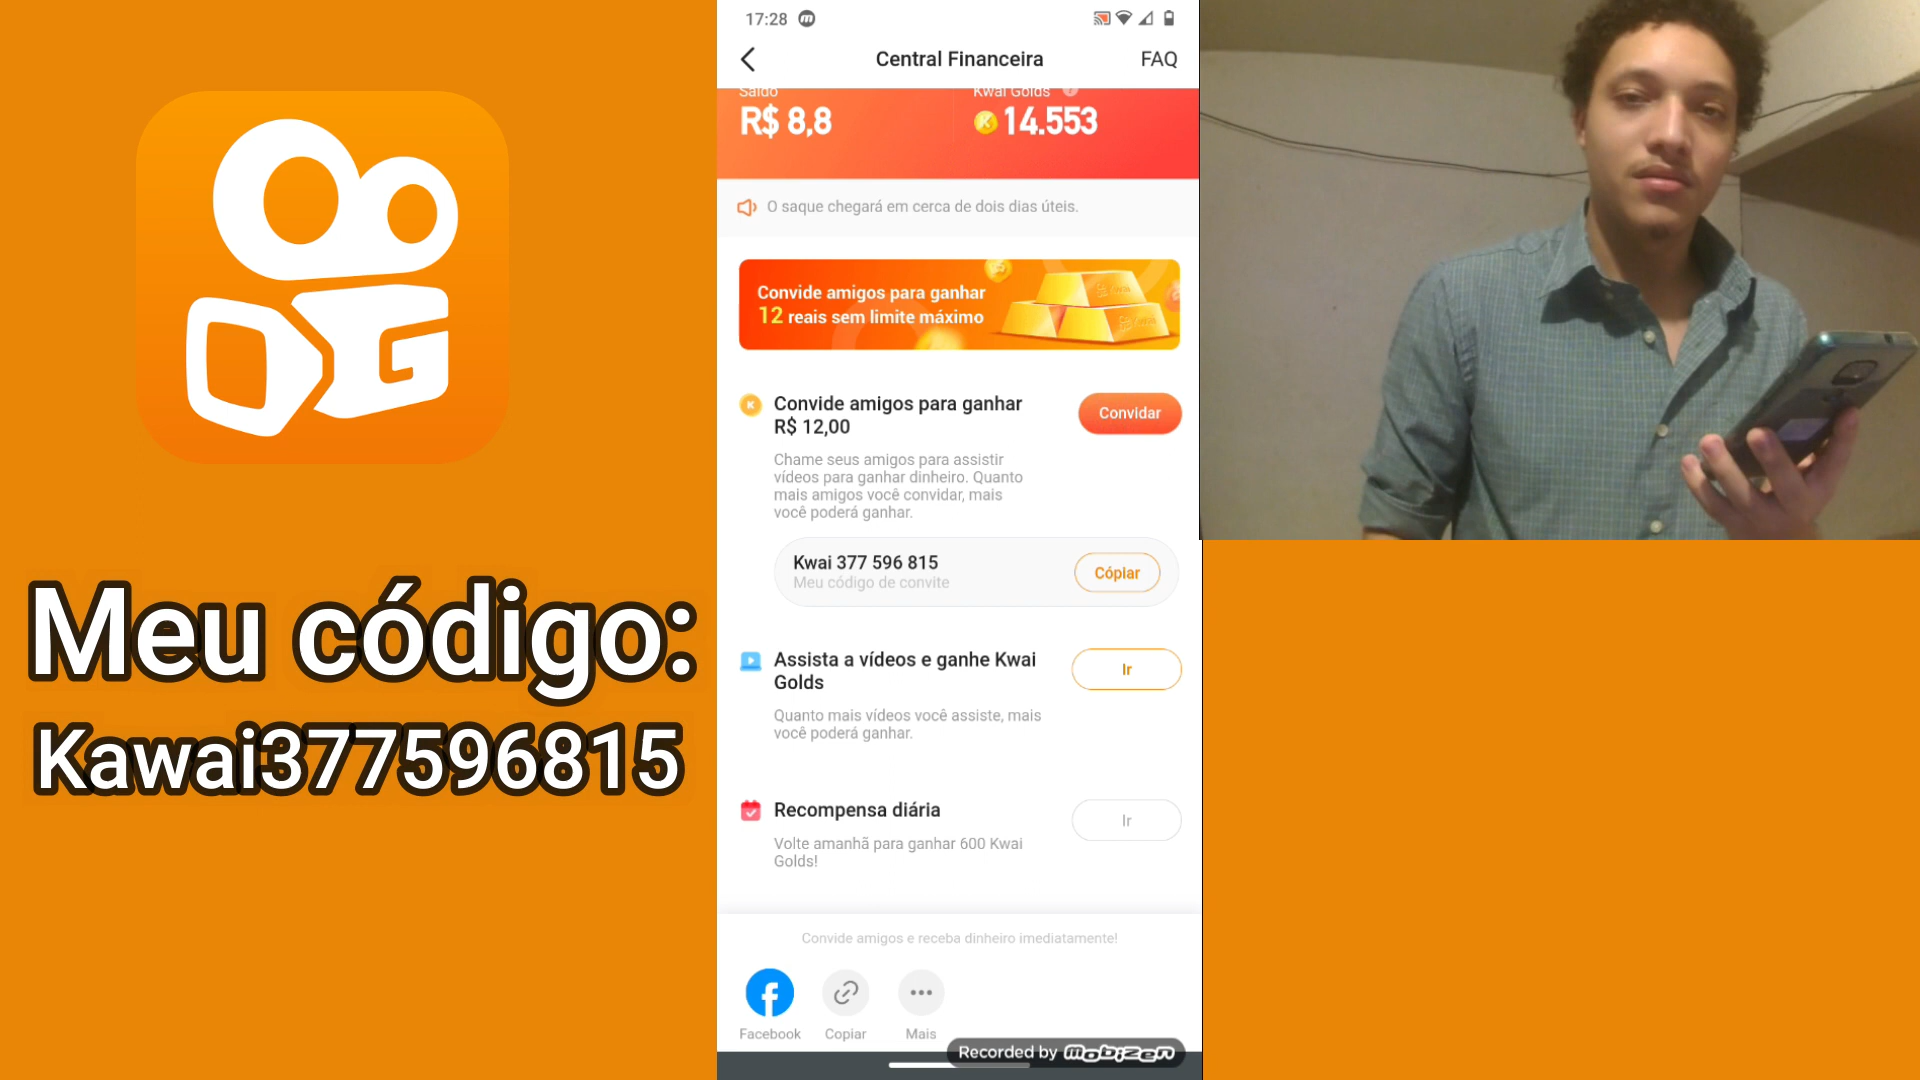 17:28
Central Financeira
FAQ
Saldo
Kwai Golds
R$ 8,8
14.553
O saque chegará em cerca de dois dias úteis.
Convide amigos para ganhar
12 reais sem limite máximo
Convide amigos para ganhar
R$ 12,00
Convidar
Chame seus amigos para assistir
vídeos para ganhar dinheiro. Quanto
mais amigos você convidar, mais
você poderá ganhar.
Kwai 377 596 815
Meu código de convite
Cópiar
Assista a vídeos e ganhe Kwai
Golds
Ir
Quanto mais vídeos você assiste, mais
você poderá ganhar.
Recompensa diária
Ir
Volte amanhã para ganhar 600 Kwai
Golds!
Convide amigos e receba dinheiro imediatamente!
Facebook
Copiar
Mais
Recorded by Mobizen
Meu código:
Kawai377596815